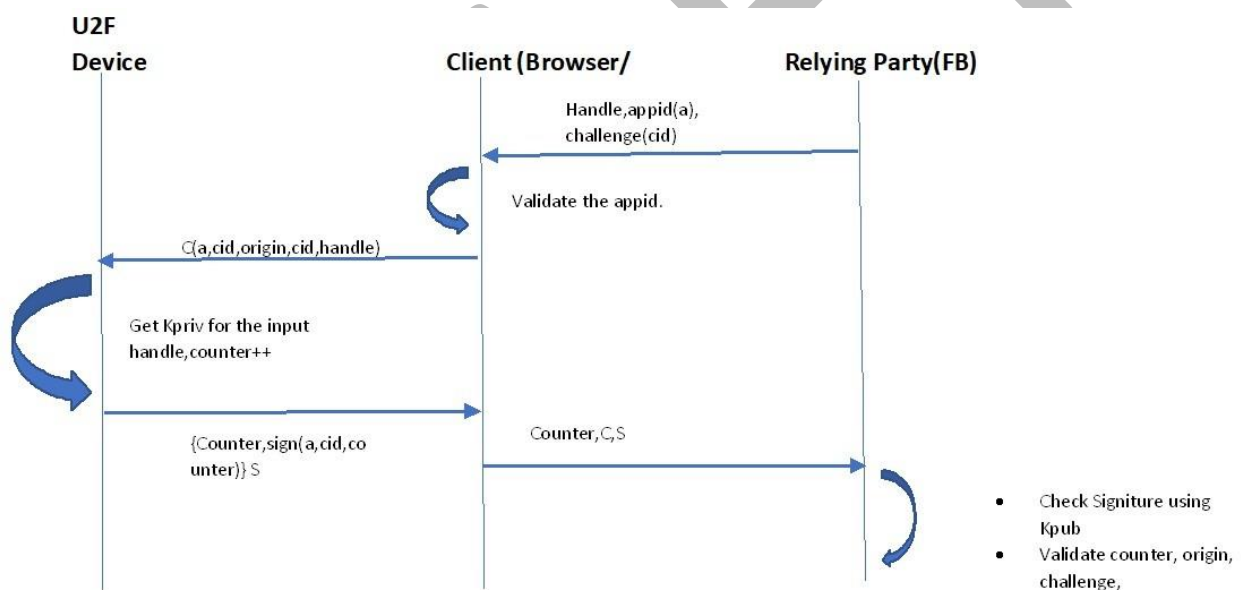 U2F
Device
Client (Browser/
Relying Party(FB)
Handle,appid(a),
challenge(cid)
Validate the appid.
C(a,cid,origin,cid,handle)
Get Kpriv for the input
handle,counter++
{Counter,sign(a,cid,co
unter)} S
Counter,C,S
• Check Signiture using
Kpub
• Validate counter, origin,
challenge,